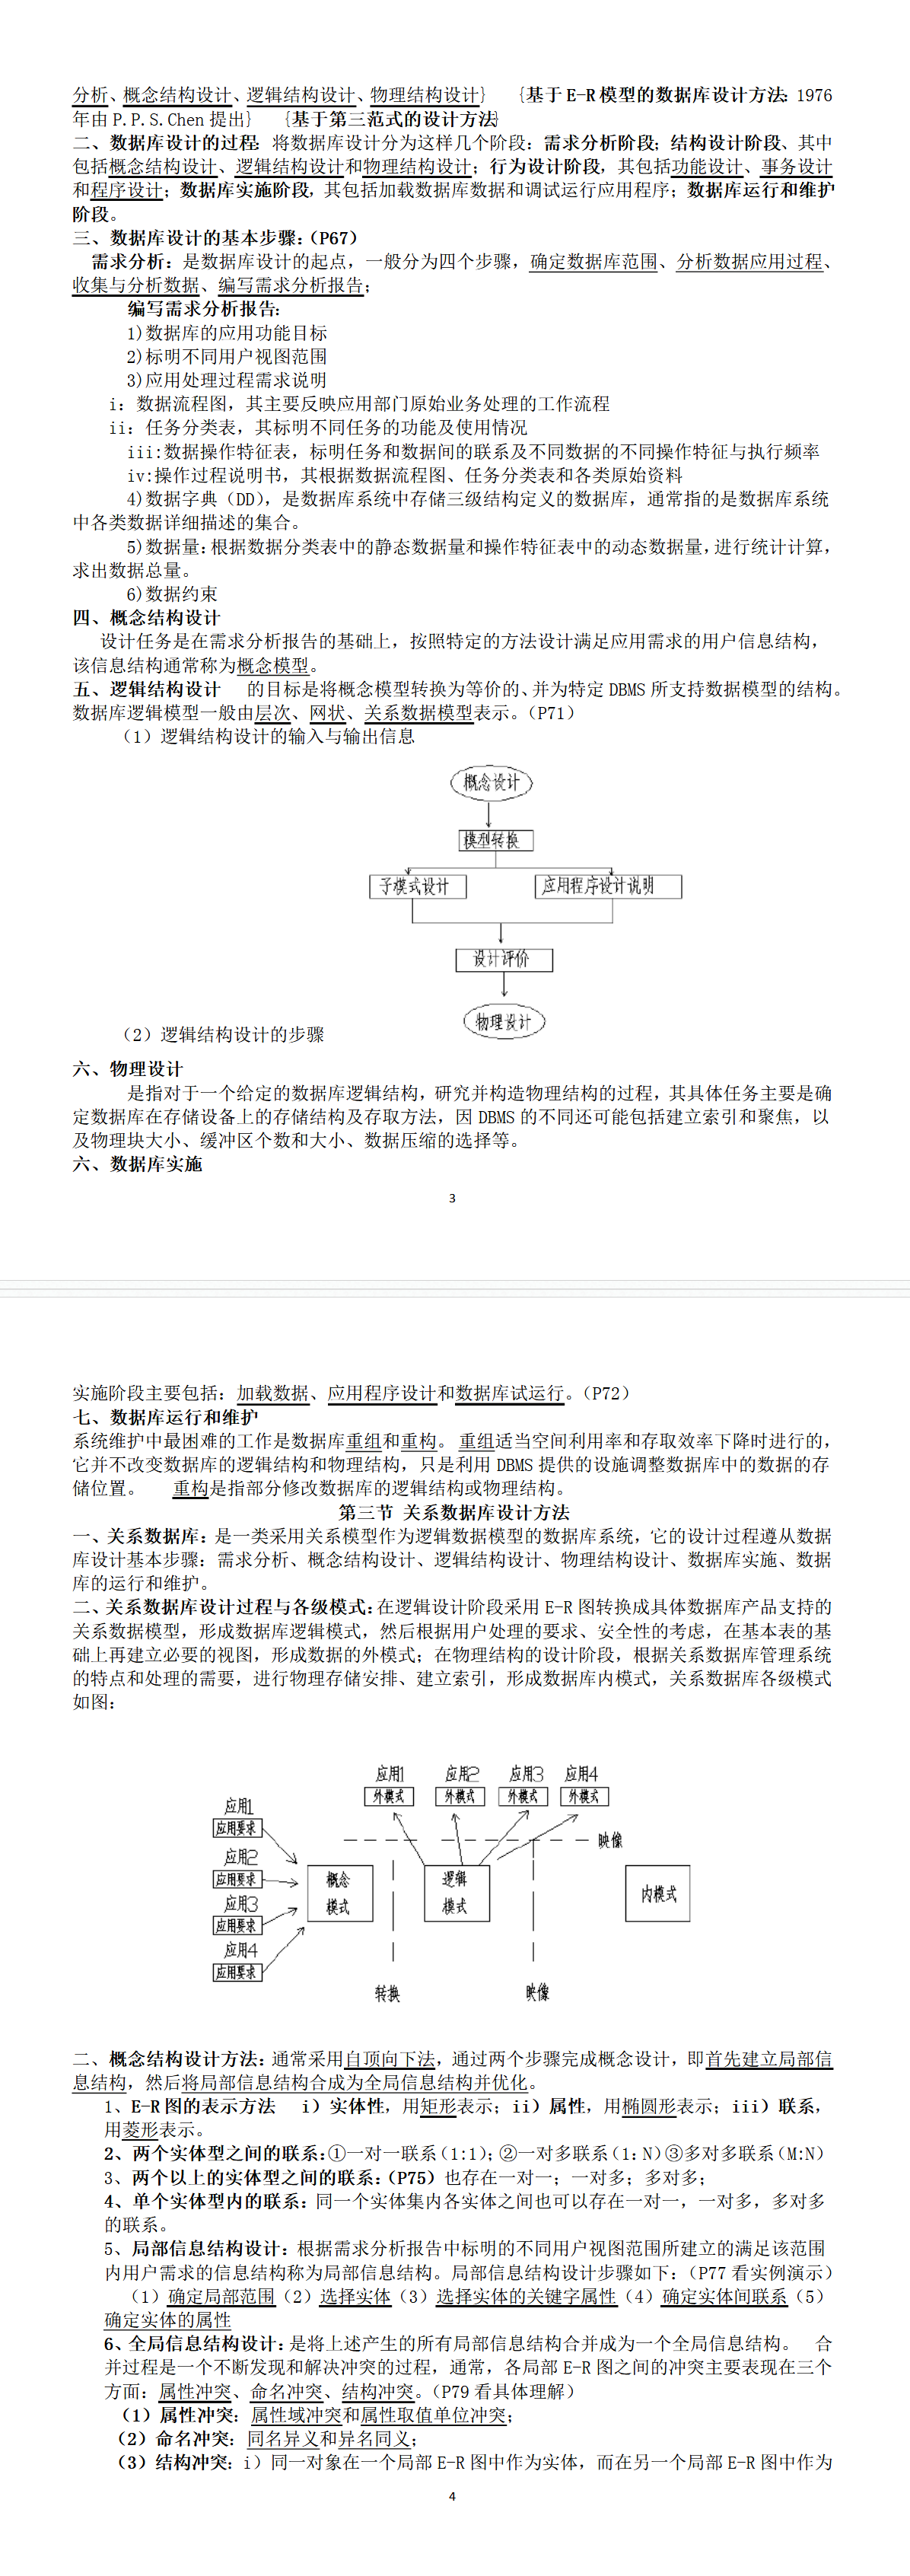 分析、概念结构设计、逻辑结构设计、物理结构设计} {基于E-R模型的数据库设计方法:1976
年由P.P.S.Chen提出} {基于第三范式的设计方法}
二、数据库设计的过程:将数据库设计分为这样几个阶段:需求分析阶段;结构设计阶段、其中
包括概念结构设计、逻辑结构设计和物理结构设计;行为设计阶段,其包括功能设计、事务设计
和程序设计;数据库实施阶段,其包括加载数据库数据和调试运行应用程序;数据库运行和维护
阶段。
三、数据库设计的基本步骤:(P67)
需求分析:是数据库设计的起点,一般分为四个步骤,确定数据库范围、分析数据应用过程、
收集与分析数据、编写需求分析报告;
编写需求分析报告:
1)数据库的应用功能目标
2)标明不同用户视图范围
3)应用处理过程需求说明
i:数据流程图,其主要反映应用部门原始业务处理的工作流程
ii:任务分类表,其标明不同任务的功能及使用情况
iii:数据操作特征表,标明任务和数据间的联系及不同数据的不同操作特征与执行频率
iv:操作过程说明书,其根据数据流程图、任务分类表和各类原始资料
4)数据字典(DD),是数据库系统中存储三级结构定义的数据库,通常指的是数据库系统
中各类数据详细描述的集合。
5)数据量:根据数据分类表中的静态数据量和操作特征表中的动态数据量,进行统计计算,
求出数据总量。
6)数据约束
四、概念结构设计
设计任务是在需求分析报告的基础上,按照特定的方法设计满足应用需求的用户信息结构,
该信息结构通常称为概念模型。
五、逻辑结构设计 的目标是将概念模型转换为等价的、并为特定DBMS所支持数据模型的结构。
数据库逻辑模型一般由层次、网状、关系数据模型表示。(P71)
(1)逻辑结构设计的输入与输出信息
概念设计
模型转换
子模式设计 应用程序设计说明
设计评价
物理设计
(2)逻辑结构设计的步骤
六、物理设计
是指对于一个给定的数据库逻辑结构,研究并构造物理结构的过程,其具体任务主要是确
定数据库在存储设备上的存储结构及存取方法,因DBMS的不同还可能包括建立索引和聚焦,以
及物理块大小、缓冲区个数和大小、数据压缩的选择等。
六、数据库实施
3
实施阶段主要包括:加载数据、应用程序设计和数据库试运行。(P72)
七、数据库运行和维护
系统维护中最困难的工作是数据库重组和重构。重组适当空间利用率和存取效率下降时进行的,
它并不改变数据库的逻辑结构和物理结构,只是利用DBMS提供的设施调整数据库中的数据的存
储位置。 重构是指部分修改数据库的逻辑结构或物理结构。
第三节 关系数据库设计方法
一、关系数据库:是一类采用关系模型作为逻辑数据模型的数据库系统,它的设计过程遵从数据
库设计基本步骤:需求分析、概念结构设计、逻辑结构设计、物理结构设计、数据库实施、数据
库的运行和维护。
二、关系数据库设计过程与各级模式:在逻辑设计阶段采用E-R图转换成具体数据库产品支持的
关系数据模型,形成数据库逻辑模式,然后根据用户处理的要求、安全性的考虑,在基本表的基
础上再建立必要的视图,形成数据的外模式;在物理结构的设计阶段,根据关系数据库管理系统
的特点和处理的需要,进行物理存储安排、建立索引,形成数据库内模式,关系数据库各级模式
如图:
应用1 应用2 应用3 应用4
外模式 外模式 外模式 外模式
应用1
应用要求
映像
应用2
应用要求
应用3
应用要求
应用4
应用要求
概念
模式
逻辑
模式
内模式
转换 映像
二、概念结构设计方法:通常采用自顶向下法,通过两个步骤完成概念设计,即首先建立局部信
息结构,然后将局部信息结构合成为全局信息结构并优化。
1、E-R图的表示方法 i)实体性,用矩形表示;ii)属性,用椭圆形表示;iii)联系,
用菱形表示。
2、两个实体型之间的联系:①一对一联系(1:1);②一对多联系(1:N)③多对多联系(M:N)
3、两个以上的实体型之间的联系:(P75)也存在一对一;一对多;多对多;
4、单个实体型内的联系:同一个实体集内各实体之间也可以存在一对一,一对多,多对多
的联系。
5、局部信息结构设计:根据需求分析报告中标明的不同用户视图范围所建立的满足该范围
内用户需求的信息结构称为局部信息结构。局部信息结构设计步骤如下:(P77看实例演示)
(1)确定局部范围(2)选择实体(3)选择实体的关键字属性(4)确定实体间联系(5)
确定实体的属性
6、全局信息结构设计:是将上述产生的所有局部信息结构合并成为一个全局信息结构。 合
并过程是一个不断发现和解决冲突的过程,通常,各局部E-R图之间的冲突主要表现在三个
方面:属性冲突、命名冲突、结构冲突。(P79看具体理解)
(1)属性冲突:属性域冲突和属性取值单位冲突;
(2)命名冲突:同名异义和异名同义;
(3)结构冲突:i)同一对象在一个局部E-R图中作为实体,而在另一个局部E-R图中作为
4